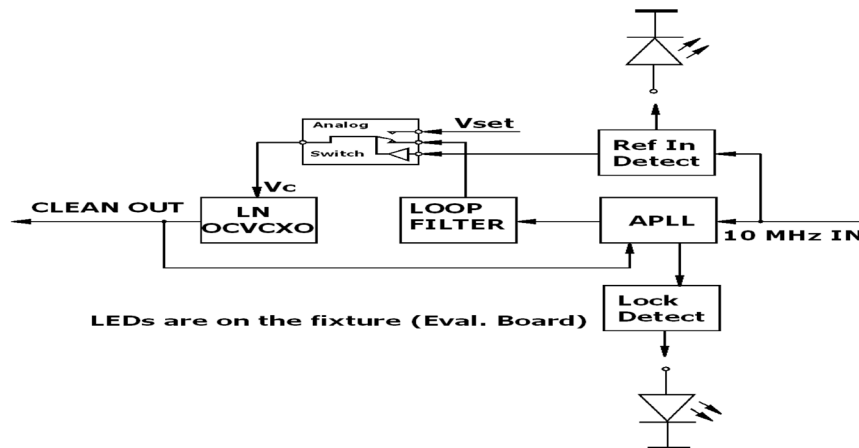 Analog
Switch
Vset
Ref In
Detect
Vc
CLEAN OUT
LN
OCVCXO
LOOP
FILTER
APLL
10 MHz IN
LEDs are on the fixture (Eval. Board)
Lock
Detect